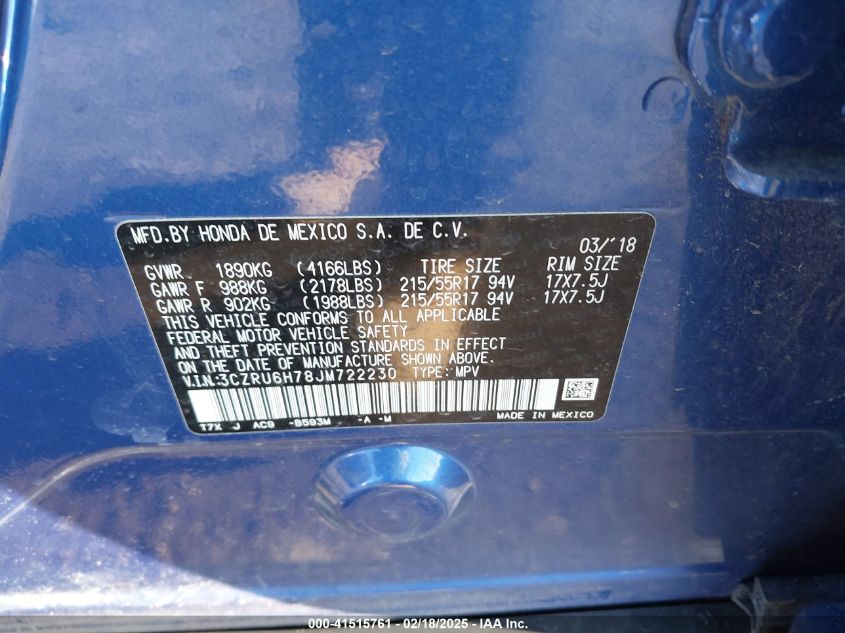 MFD.BY HONDA DE MEXICO S.A. DE C.V.
03/'18
GVWR 1890KG (4166LBS) TIRE SIZE RIM SIZE
GAWR F 988KG (2178LBS) 215/55R17 94V 17X7.5J
GAWR R 902KG (1988LBS) 215/55R17 94V 17X7.5J
THIS VEHICLE CONFORMS TO ALL APPLICABLE
FEDERAL MOTOR VEHICLE SAFETY
AND THEFT PREVENTION STANDARDS IN EFFECT
ON THE DATE OF MANUFACTURE SHOWN ABOVE.
V.I.N:3CZRU6H78JM722230 TYPE: MPV
T7X J AC9 -B593M -A -M MADE IN MEXICO
000-41515761 - 02/18/2025 - IAA Inc.